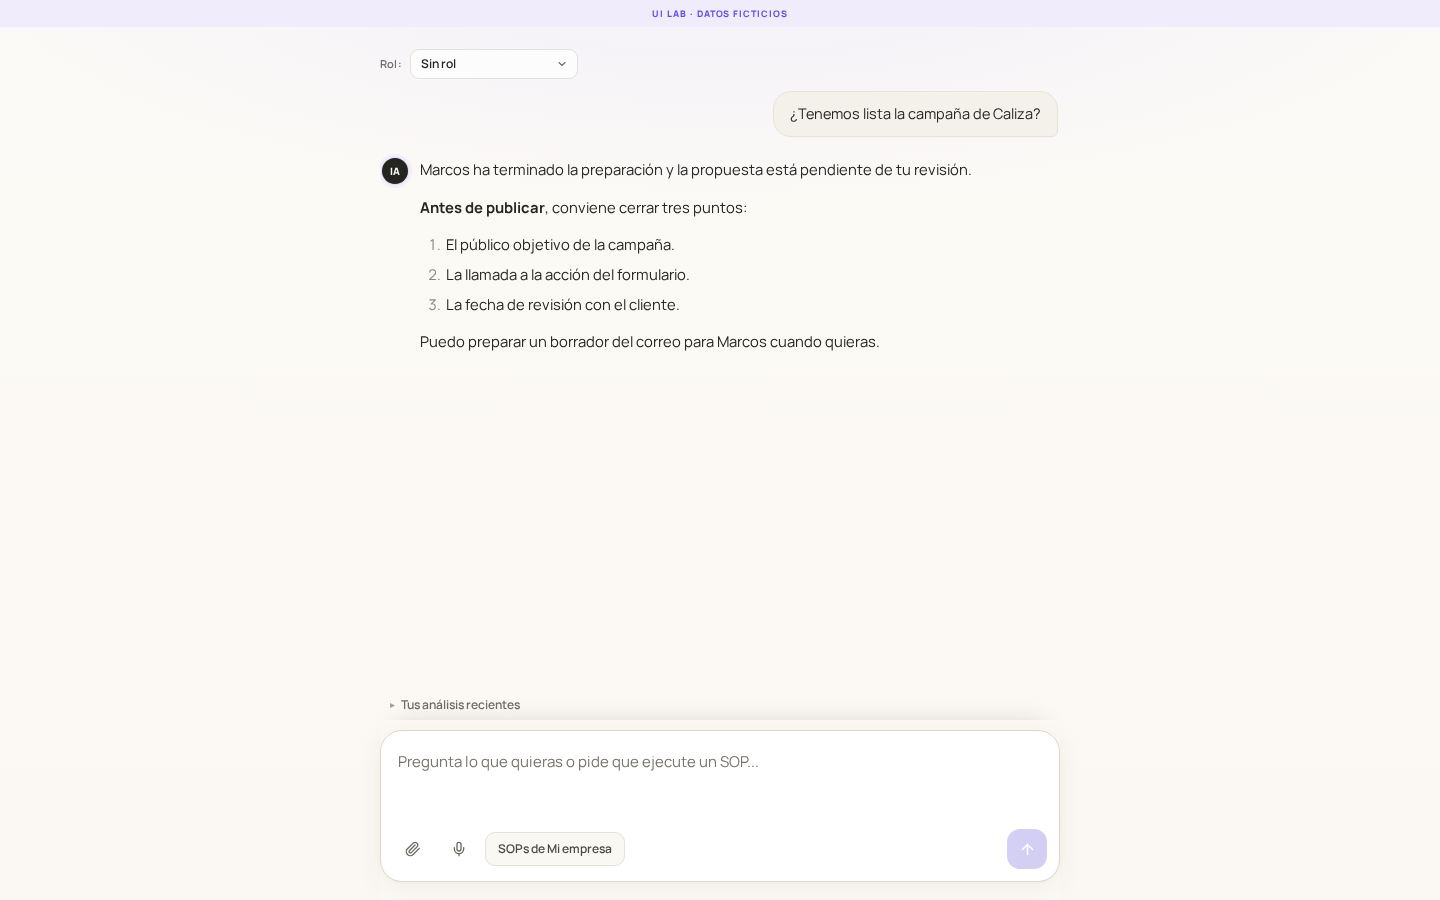 UI LAB · DATOS FICTICIOS
Rol:
Sin rol
¿Tenemos lista la campaña de Caliza?
IA
Marcos ha terminado la preparación y la propuesta está pendiente de tu revisión.
Antes de publicar, conviene cerrar tres puntos:
1. El público objetivo de la campaña.
2. La llamada a la acción del formulario.
3. La fecha de revisión con el cliente.
Puedo preparar un borrador del correo para Marcos cuando quieras.
Tus análisis recientes
Pregunta lo que quieras o pide que ejecute un SOP...
SOPs de Mi empresa